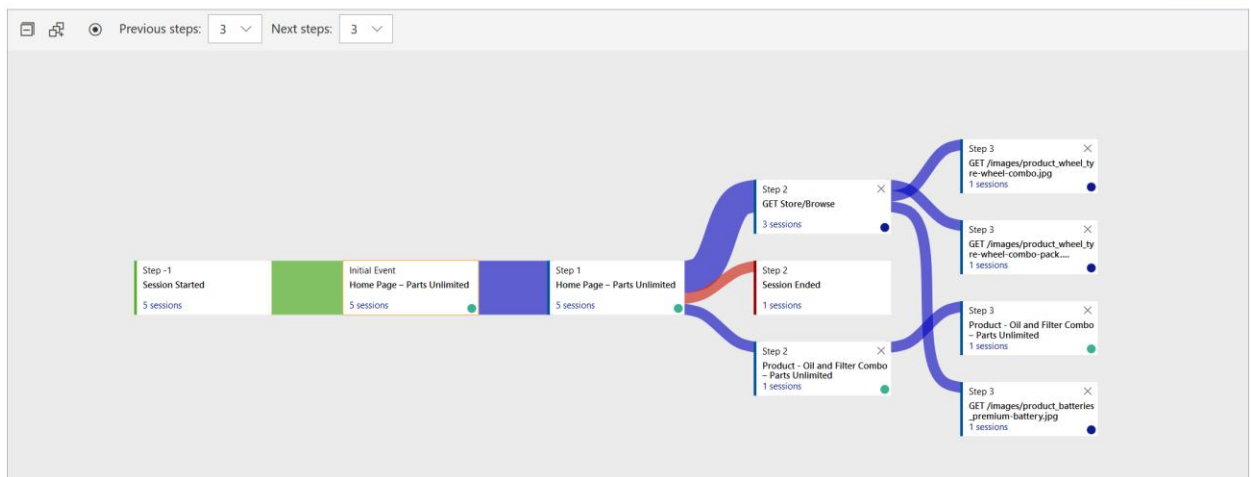 Previous steps: 3 Next steps: 3
Step -1
Session Started
5 sessions
Initial Event
Home Page – Parts Unlimited
5 sessions
Step 1
Home Page – Parts Unlimited
5 sessions
Step 2
GET Store/Browse
3 sessions
Step 2
Session Ended
1 sessions
Step 2
Product - Oil and Filter Combo
– Parts Unlimited
1 sessions
Step 3
GET /images/product_wheel_ty
re-wheel-combo.jpg
1 sessions
Step 3
GET /images/product_wheel_ty
re-wheel-combo-pack....
1 sessions
Step 3
Product - Oil and Filter Combo
– Parts Unlimited
1 sessions
Step 3
GET /images/product_batteries
_premium-battery.jpg
1 sessions